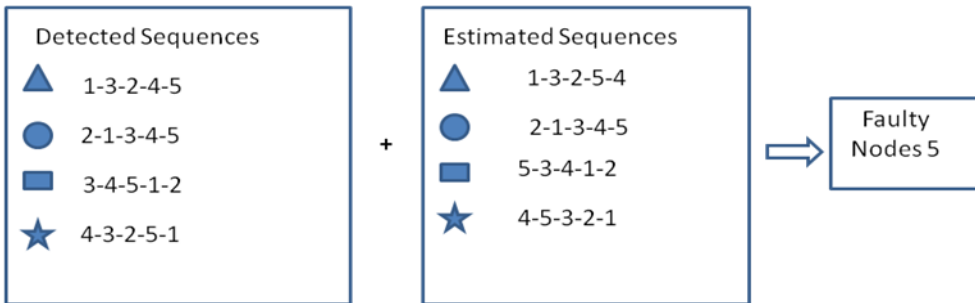 Detected Sequences
1-3-2-4-5
2-1-3-4-5
3-4-5-1-2
4-3-2-5-1
+
Estimated Sequences
1-3-2-5-4
2-1-3-4-5
5-3-4-1-2
4-5-3-2-1
Faulty
Nodes 5